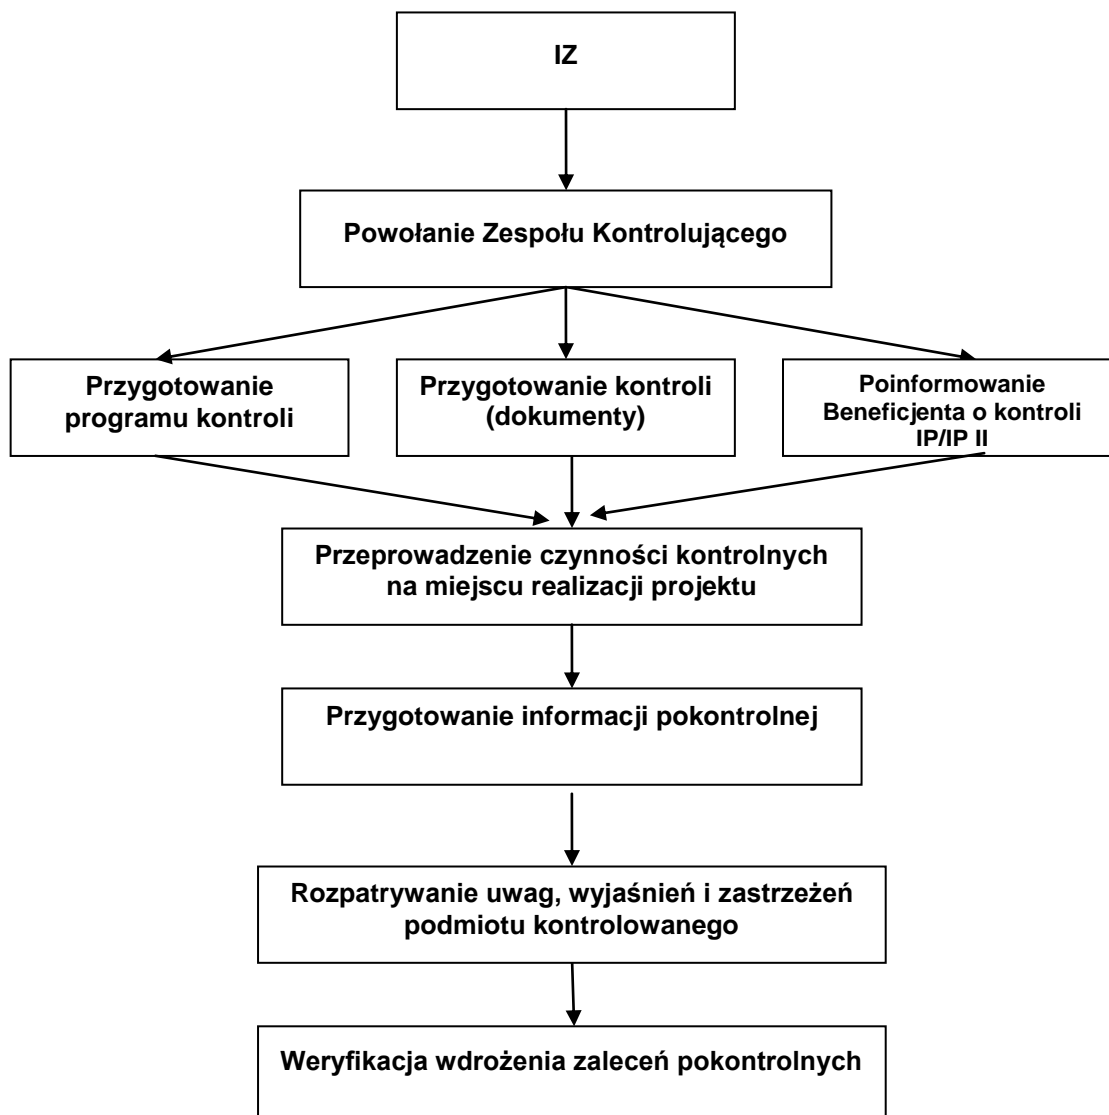 IZ
Powołanie Zespołu Kontrolującego
Przygotowanie
programu kontroli
Przygotowanie kontroli
(dokumenty)
Poinformowanie
Beneficjenta o kontroli
IP/IP II
Przeprowadzenie czynności kontrolnych
na miejscu realizacji projektu
Przygotowanie informacji pokontrolnej
Rozpatrywanie uwag, wyjaśnień i zastrzeżeń
podmiotu kontrolowanego
Weryfikacja wdrożenia zaleceń pokontrolnych